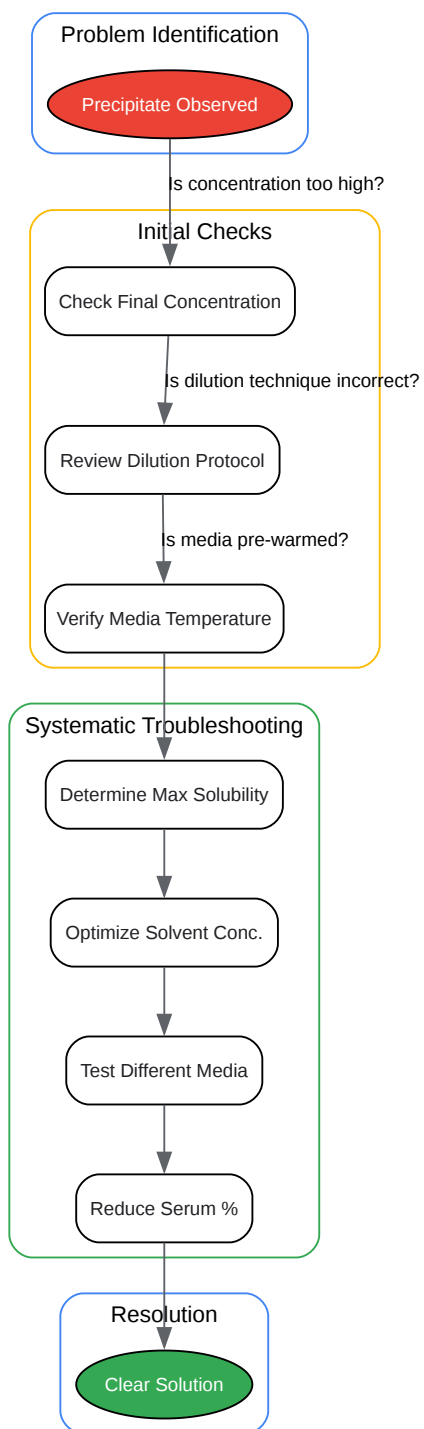 Problem Identification
Precipitate Observed
Is concentration too high?
Initial Checks
Check Final Concentration
Is dilution technique incorrect?
Review Dilution Protocol
Is media pre-warmed?
Verify Media Temperature
Systematic Troubleshooting
Determine Max Solubility
Optimize Solvent Conc.
Test Different Media
Reduce Serum %
Resolution
Clear Solution